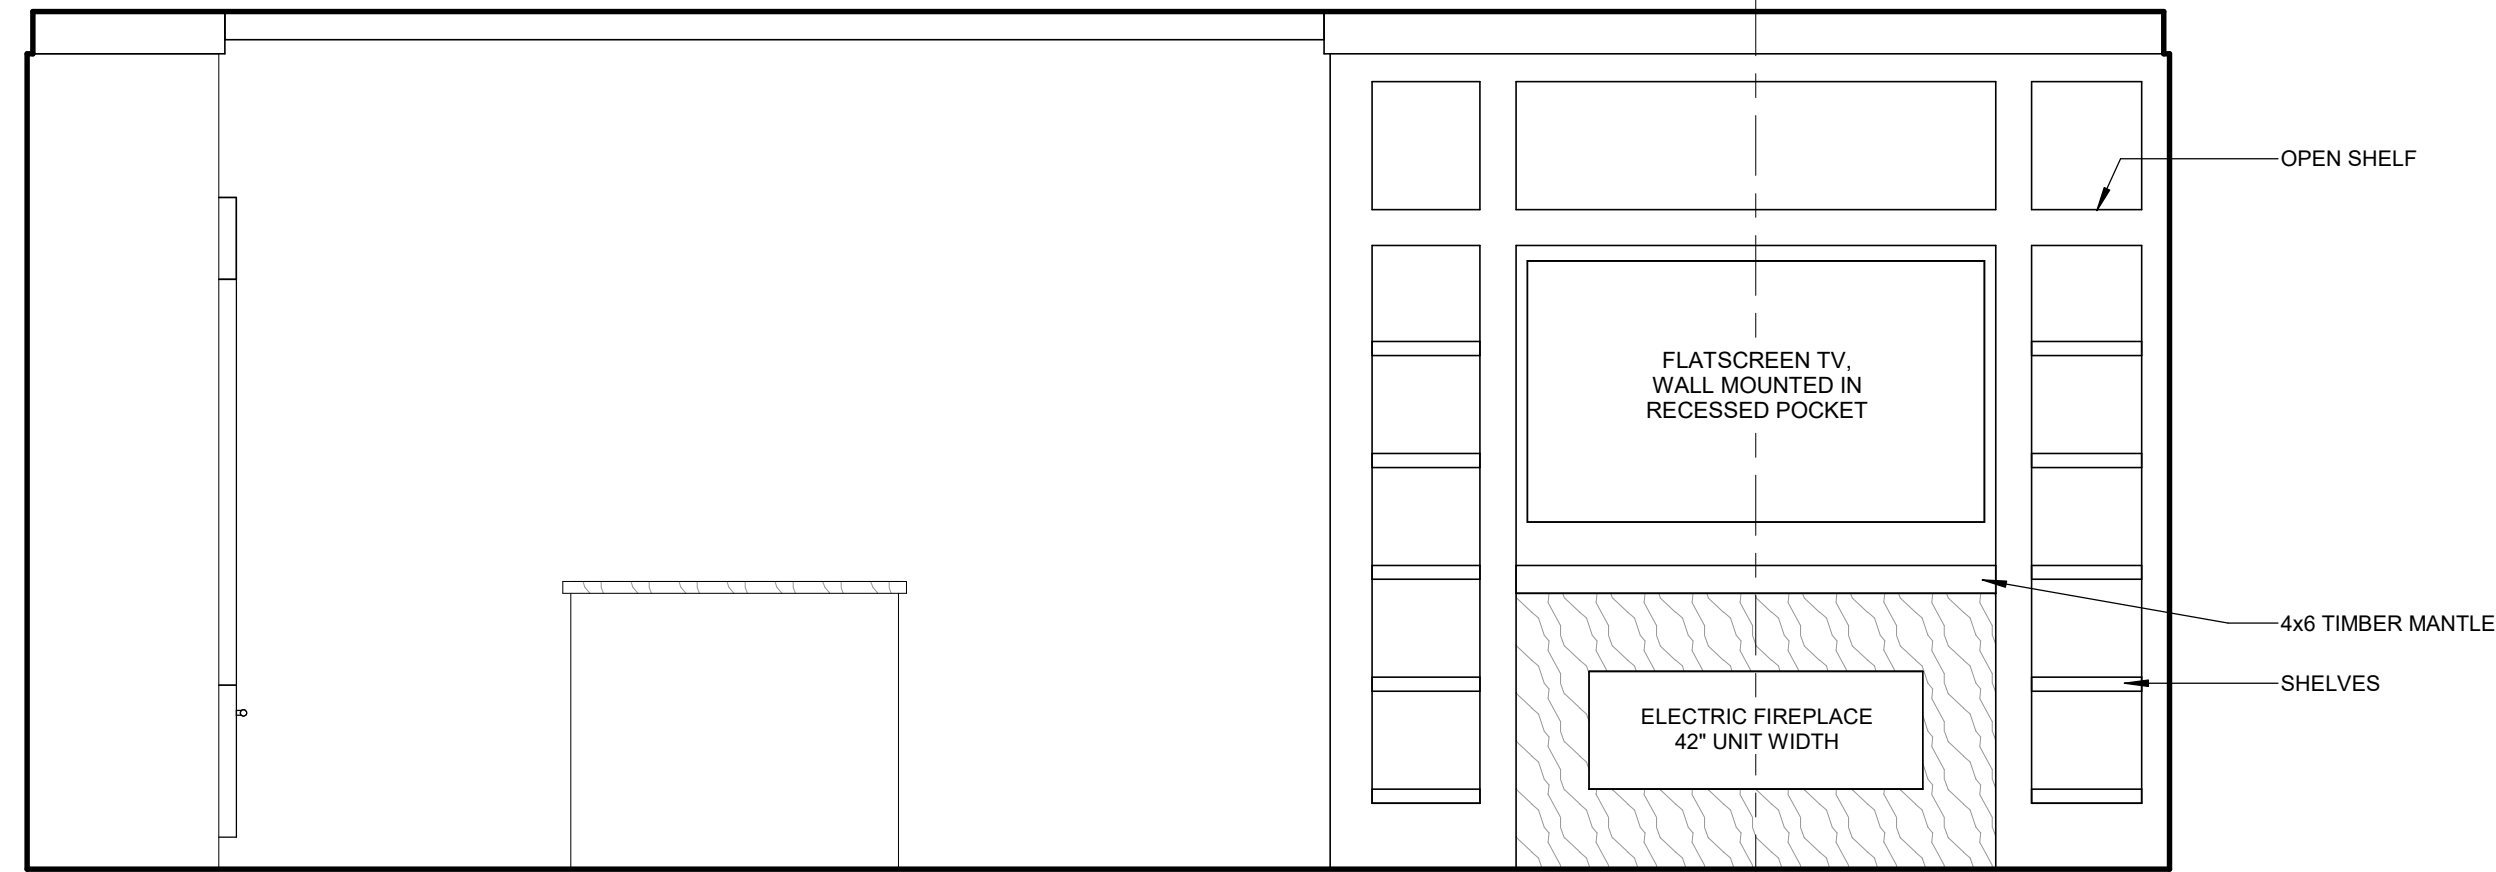 OPEN SHELF
FLATSCREEN TV,
WALL MOUNTED IN
RECESSED POCKET
4x6 TIMBER MANTLE
SHELVES
ELECTRIC FIREPLACE
42" UNIT WIDTH